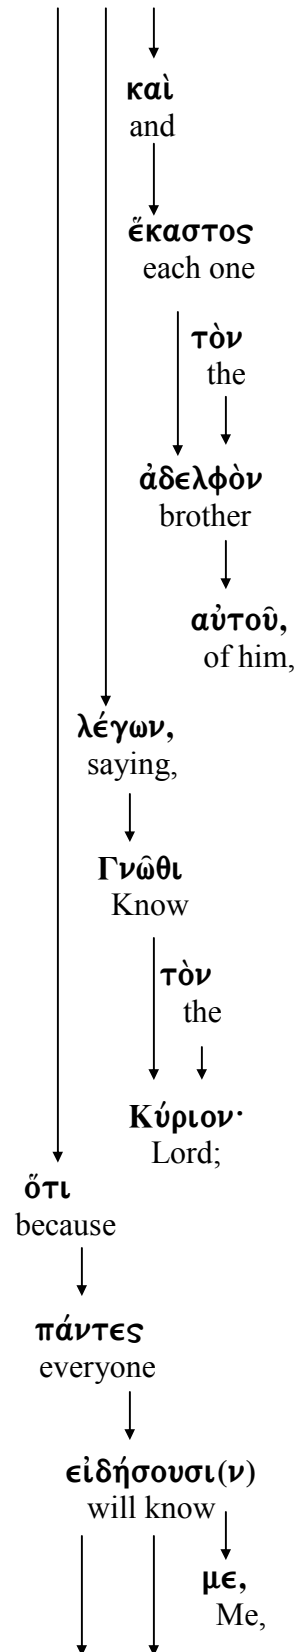 καὶ
and
ἕκαστος
each one
τὸν
the
ἀδελφὸν
brother
αὐτοῦ,
of him,
λέγων,
saying,
Γνῶθι
Know
τὸν
the
Κύριον·
Lord;
ὅτι
because
πάντες
everyone
εἰδήσουσι(ν)
will know
με,
Me,